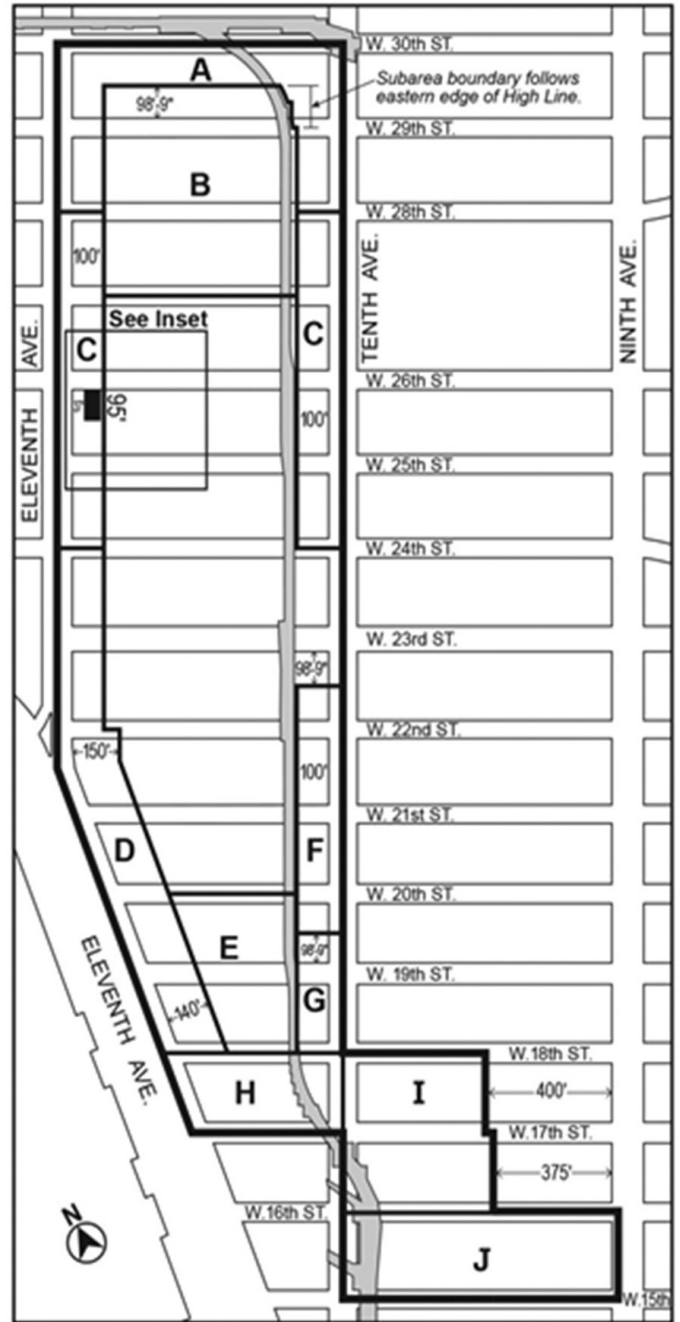 W. 30th ST.
A
Subarea boundary follows
eastern edge of High Line.
98'-9"
W. 29th ST.
B
W. 28th ST.
100'
TENTH AVE.
NINTH AVE.
See Inset
C
C
ELEVENTH AVE.
W. 26th ST.
95'
100'
W. 25th ST.
W. 24th ST.
W. 23rd ST.
98'-9"
W. 22nd ST.
150'
100'
W. 21st ST.
D
F
W. 20th ST.
E
98'-9"
ELEVENTH AVE.
W. 19th ST.
G
140'
W.18th ST.
H
I
400'
W.17th ST.
375'
W.16th ST.
N
J
W.15th